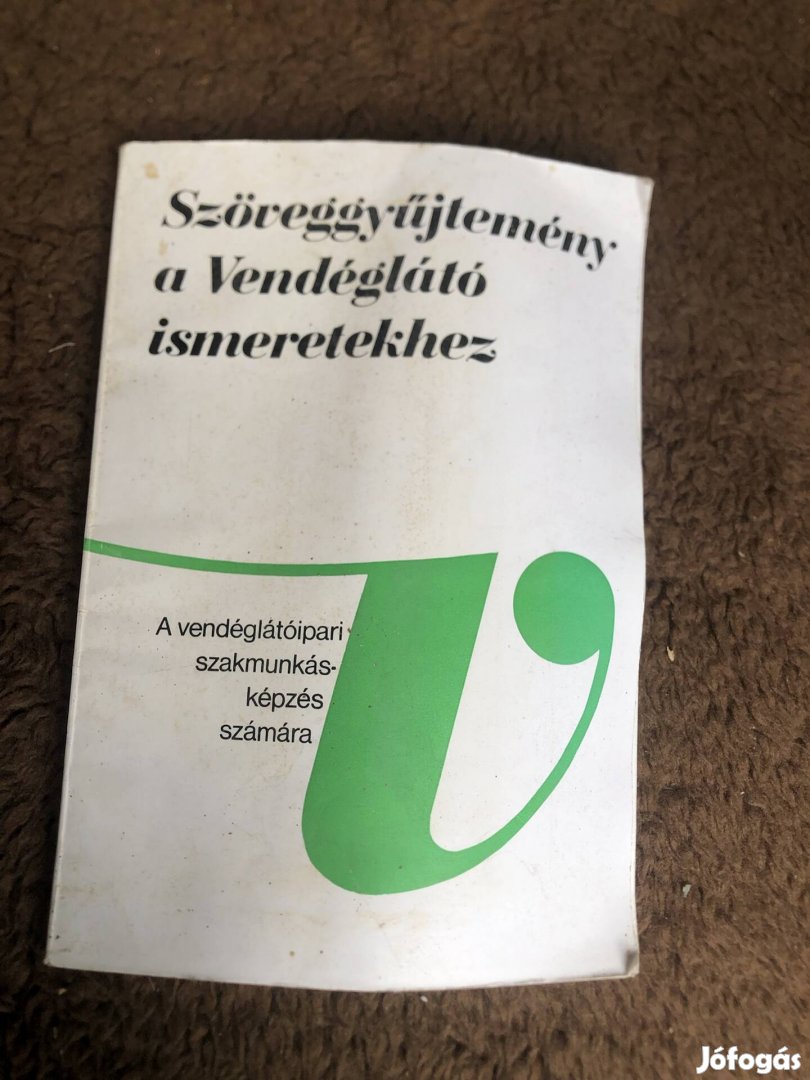 Szöveggyűjtemény
a Vendéglátó
ismeretekhez
A vendéglátóipari
szakmunkás-
képzés
számára
v
Jófogás